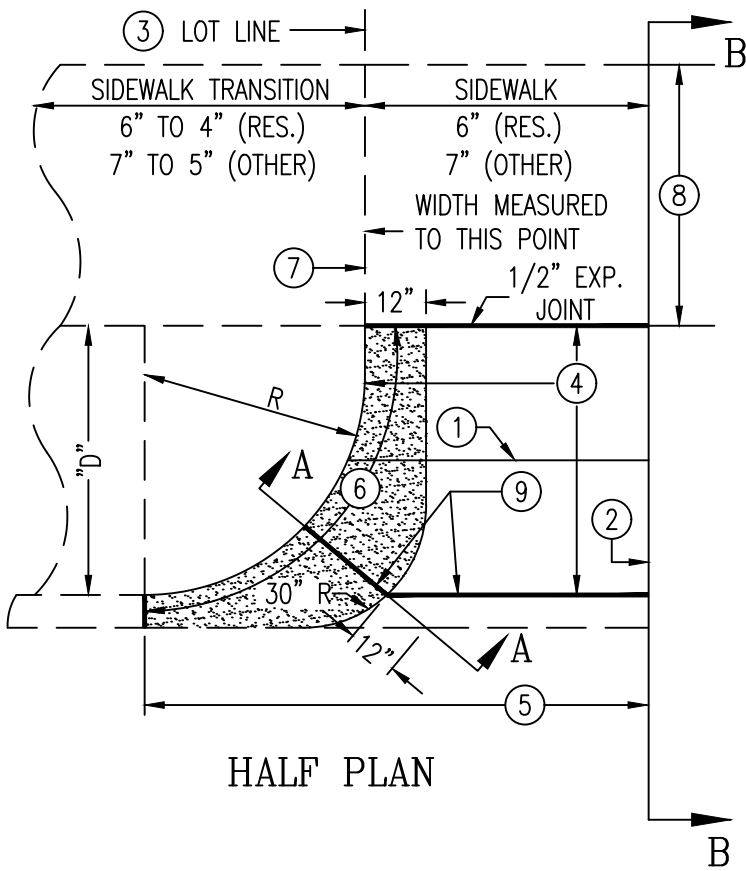 3 LOT LINE
B
SIDEWALK TRANSITION
6" TO 4" (RES.)
7" TO 5" (OTHER)
SIDEWALK
6" (RES.)
7" (OTHER)
8
WIDTH MEASURED
TO THIS POINT
7
12"
1/2" EXP.
JOINT
4
R
1
"D"
A
6
9
2
30" R
12"
A
5
HALF PLAN
B